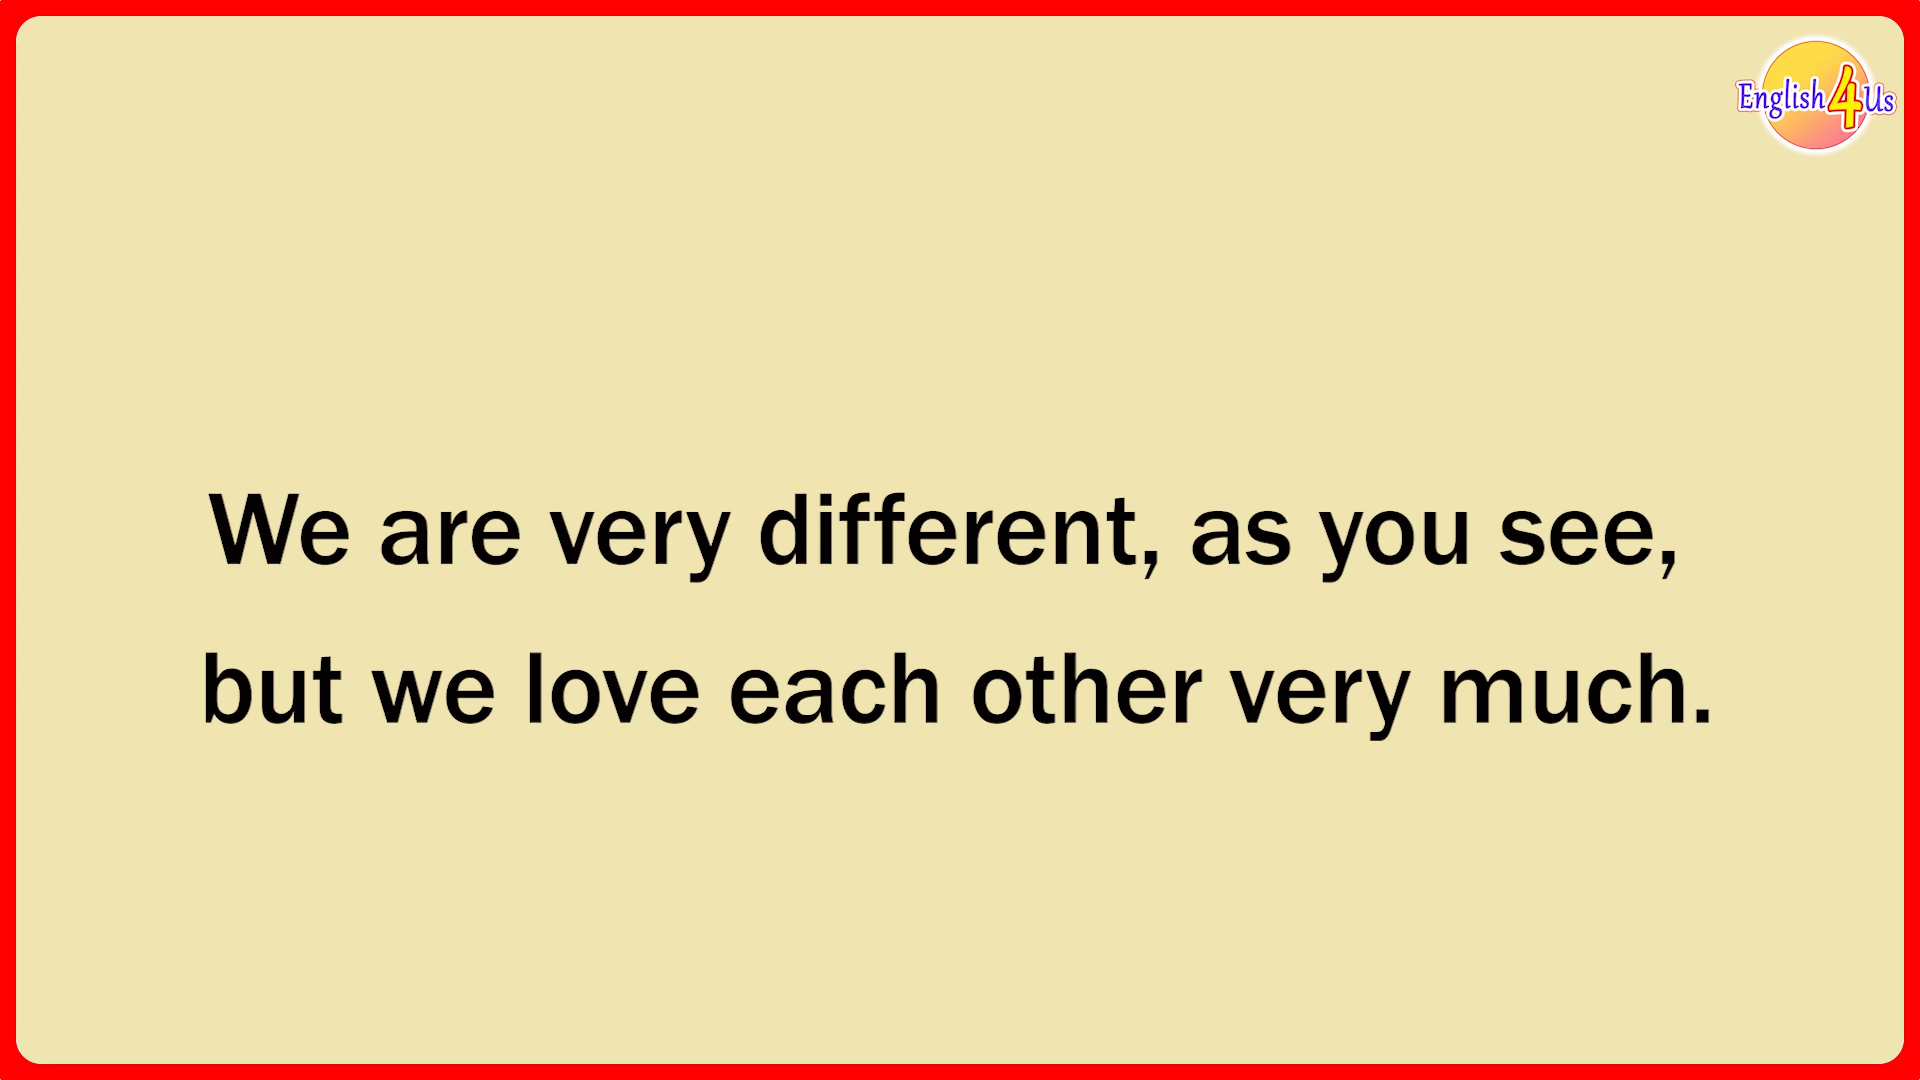 English4Us
We are very different, as you see,
but we love each other very much.